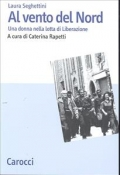 Laura Seghettini
Al vento del Nord
Una donna nella lotta di Liberazione
A cura di Caterina Rapetti
Carocci